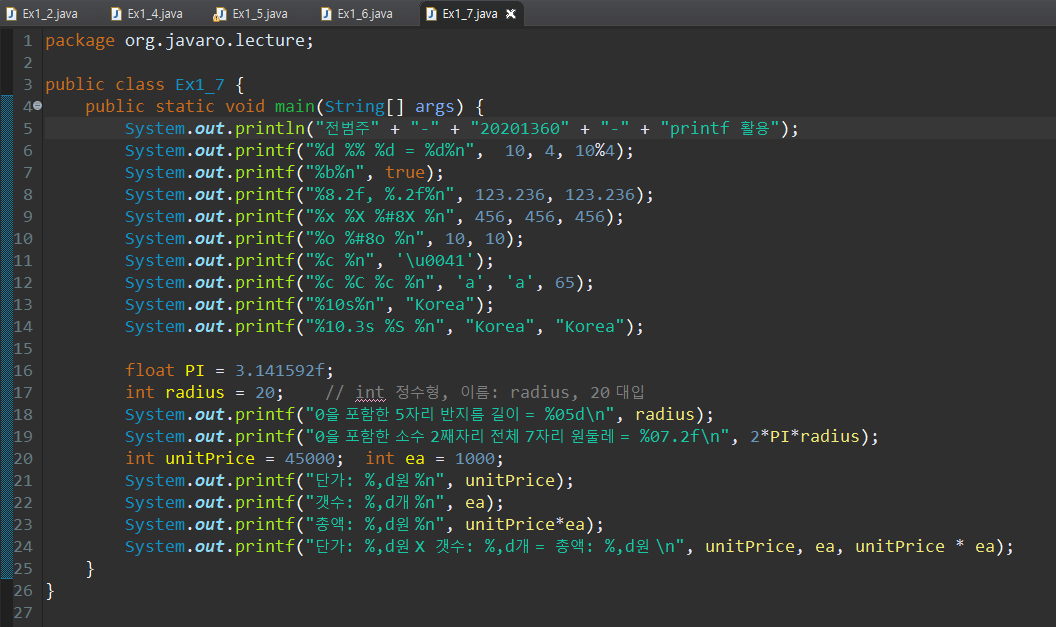 Ex1_2.java Ex1_4.java Ex1_5.java Ex1_6.java Ex1_7.java
1 package org.javaro.lecture;
2
3 public class Ex1_7 {
4 public static void main(String[] args) {
5 System.out.println("전범주" + "-" + "20201360" + "-" + "printf 활용");
6 System.out.printf("%d %% %d = %d%n",  10, 4, 10%4);
7 System.out.printf("%b%n", true);
8 System.out.printf("%8.2f, %.2f%n", 123.236, 123.236);
9 System.out.printf("%x %X %#8X %n", 456, 456, 456);
10 System.out.printf("%o %#8o %n", 10, 10);
11 System.out.printf("%c %n", '\u0041');
12 System.out.printf("%c %C %c %n", 'a', 'a', 65);
13 System.out.printf("%10s%n", "Korea");
14 System.out.printf("%10.3s %S %n", "Korea", "Korea");
15
16 float PI = 3.141592f;
17 int radius = 20;    // int 정수형, 이름: radius, 20 대입
18 System.out.printf("0을 포함한 5자리 반지름 길이 = %05d\n", radius);
19 System.out.printf("0을 포함한 소수 2째자리 전체 7자리 원둘레 = %07.2f\n", 2*PI*radius);
20 int unitPrice = 45000;  int ea = 1000;
21 System.out.printf("단가: %,d원 %n", unitPrice);
22 System.out.printf("갯수: %,d개 %n", ea);
23 System.out.printf("총액: %,d원 %n", unitPrice*ea);
24 System.out.printf("단가: %,d원 X 갯수: %,d개 = 총액: %,d원 \n", unitPrice, ea, unitPrice * ea);
25 }
26 }
27